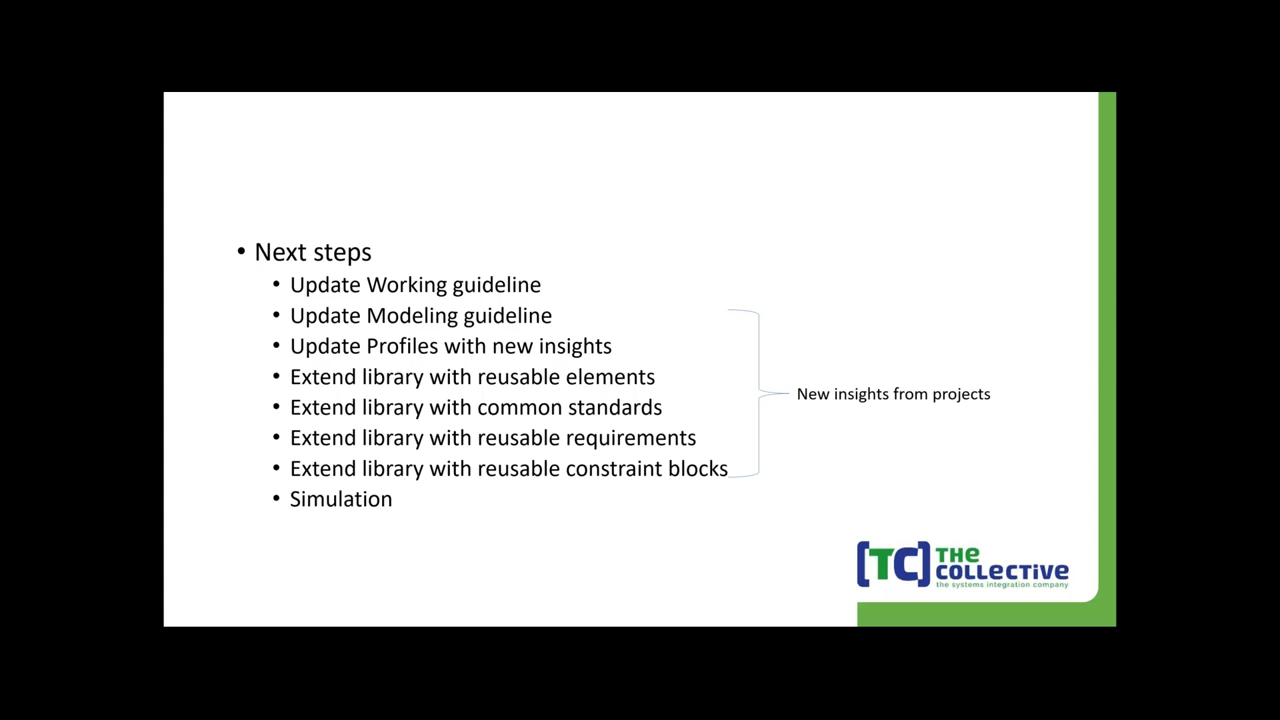 • Next steps
• Update Working guideline
• Update Modeling guideline
• Update Profiles with new insights
• Extend library with reusable elements
• Extend library with common standards
• Extend library with reusable requirements
• Extend library with reusable constraint blocks
• Simulation
New insights from projects
[TC] THE COLLECTIVE
the systems integration company